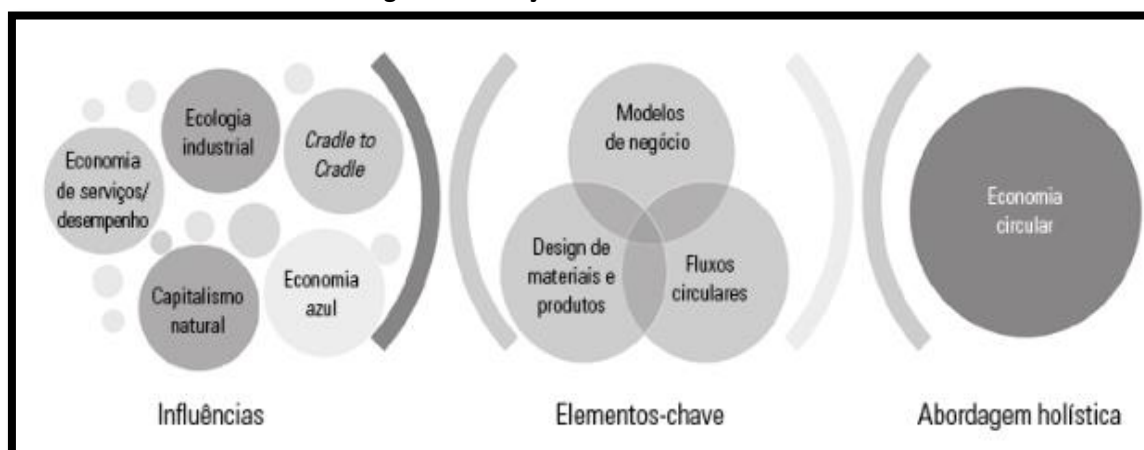 Ecologia
industrial
Cradle to
Cradle
Economia
de serviços/
desempenho
Capitalismo
natural
Economia
azul
Influências
Modelos
de negócio
Design de
materiais e
produtos
Fluxos
circulares
Elementos-chave
Economia
circular
Abordagem holística